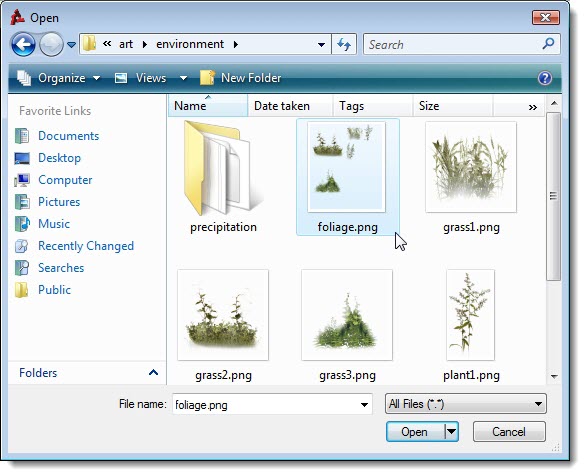 Open
« art ▸ environment ▸
Search
Organize
Views
New Folder
Favorite Links
Documents
Desktop
Computer
Pictures
Music
Recently Changed
Searches
Public
Folders
Name Date taken Tags Size »
precipitation foliage.png grass1.png
grass2.png grass3.png plant1.png
File name: foliage.png All Files (*.*)
Open Cancel